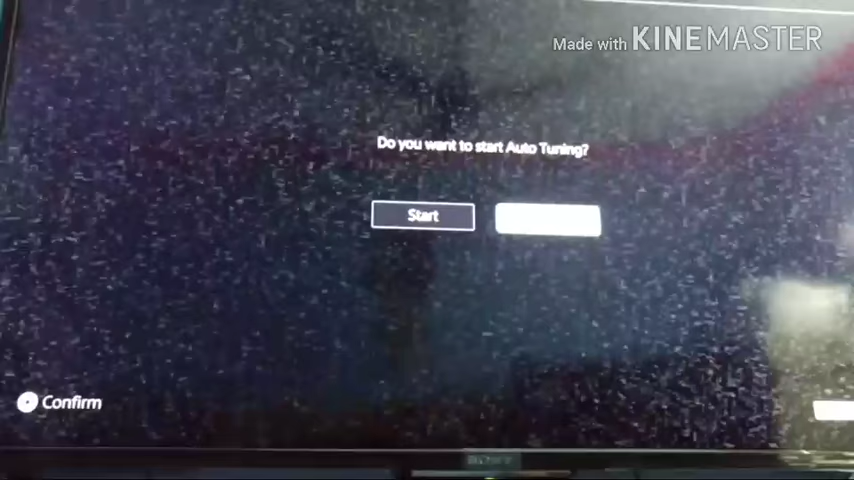 Made with KINEMASTER
Do you want to start Auto Tuning?
Start
Confirm